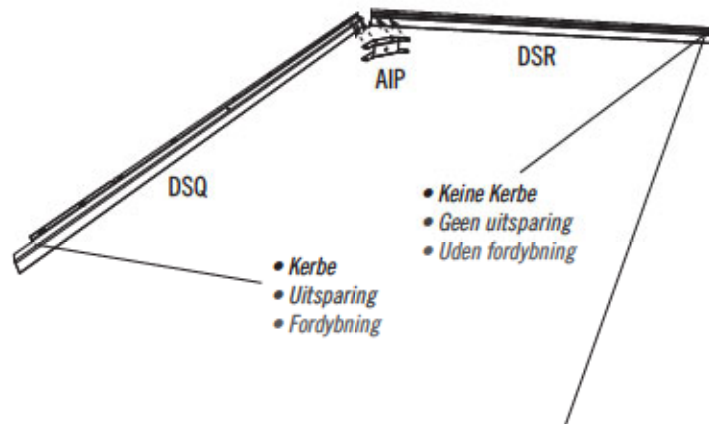 AIP
DSR
DSQ
• Keine Kerbe
• Geen uitsparing
• Uden fordybning
• Kerbe
• Uitsparing
• Fordybning